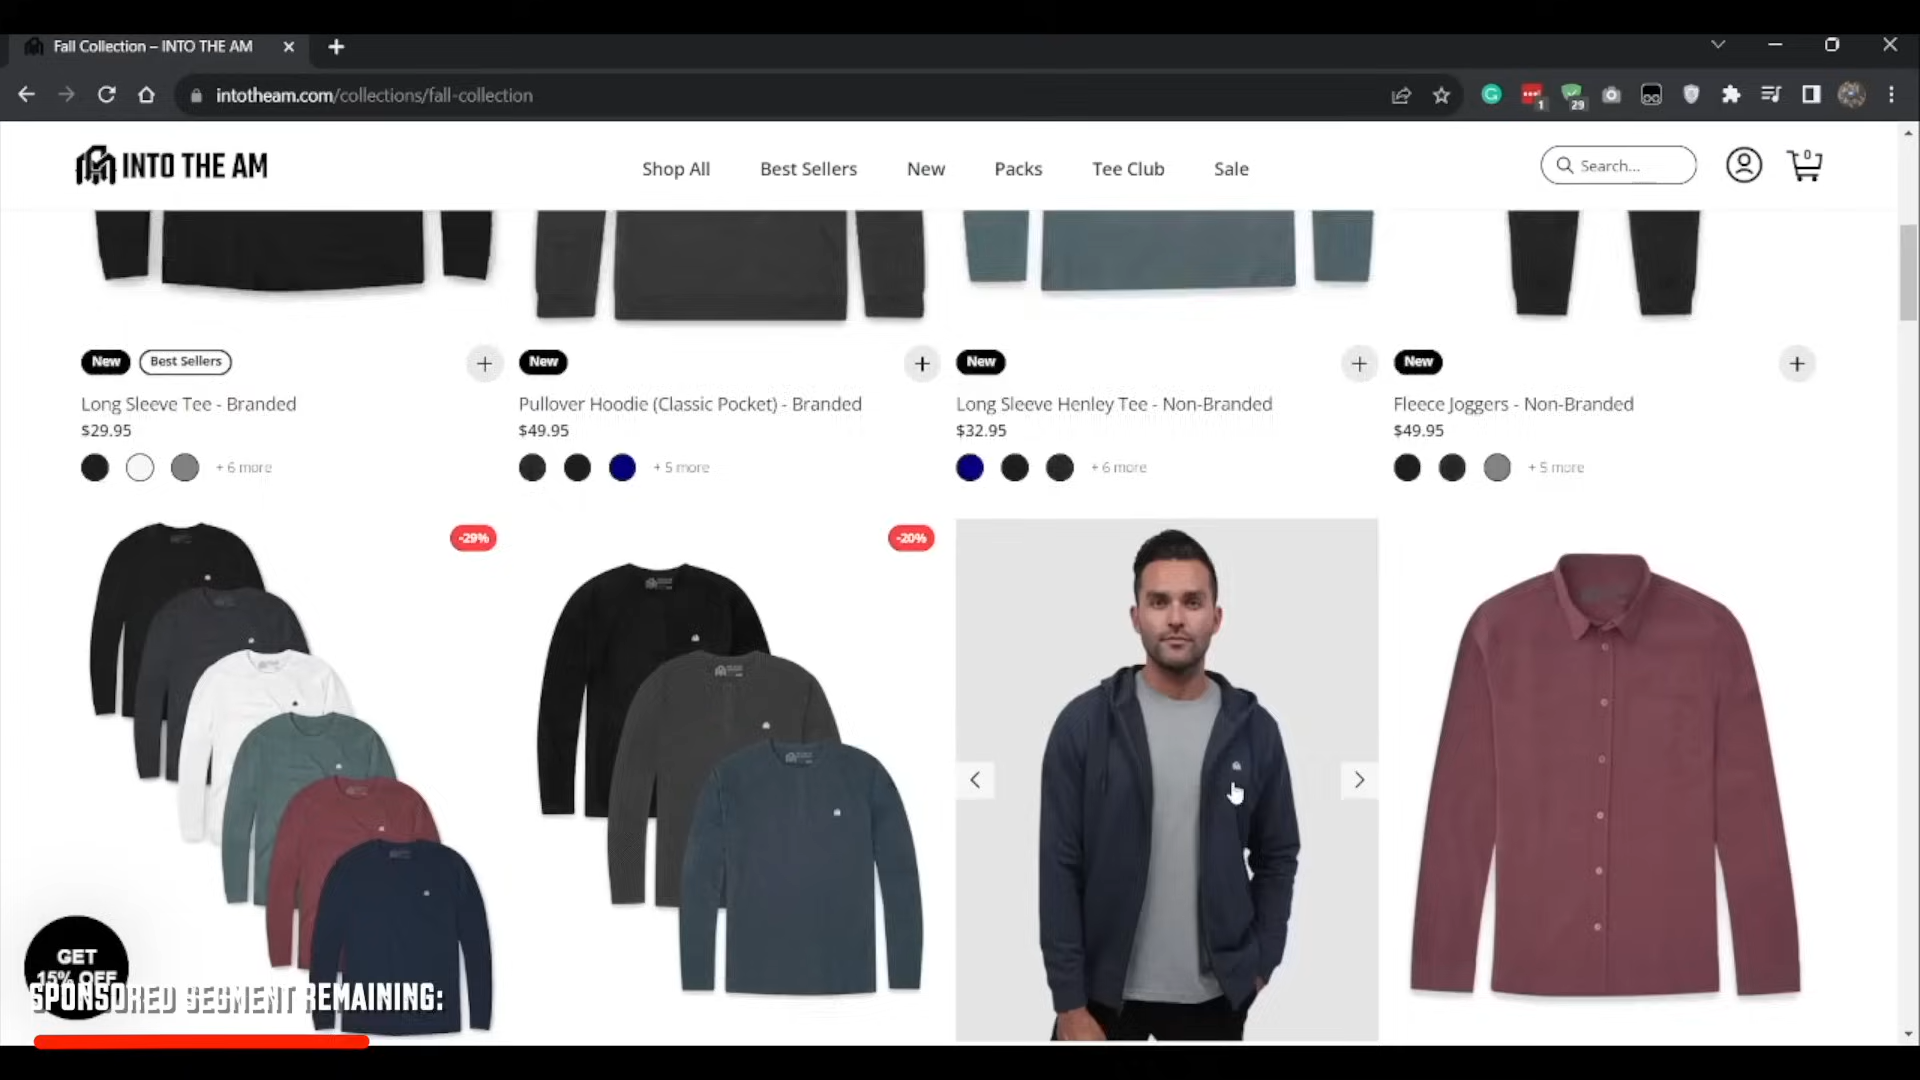 Fall Collection – INTO THE AM
intotheam.com/collections/fall-collection
1
29
INTO THE AM
Shop All
Best Sellers
New
Packs
Tee Club
Sale
Search...
0
New
Best Sellers
Long Sleeve Tee - Branded
$29.95
+ 6 more
New
Pullover Hoodie (Classic Pocket) - Branded
$49.95
+ 5 more
New
Long Sleeve Henley Tee - Non-Branded
$32.95
+ 6 more
New
Fleece Joggers - Non-Branded
$49.95
+ 5 more
-29%
-20%
GET
15% OFF
SPONSORED SEGMENT REMAINING: